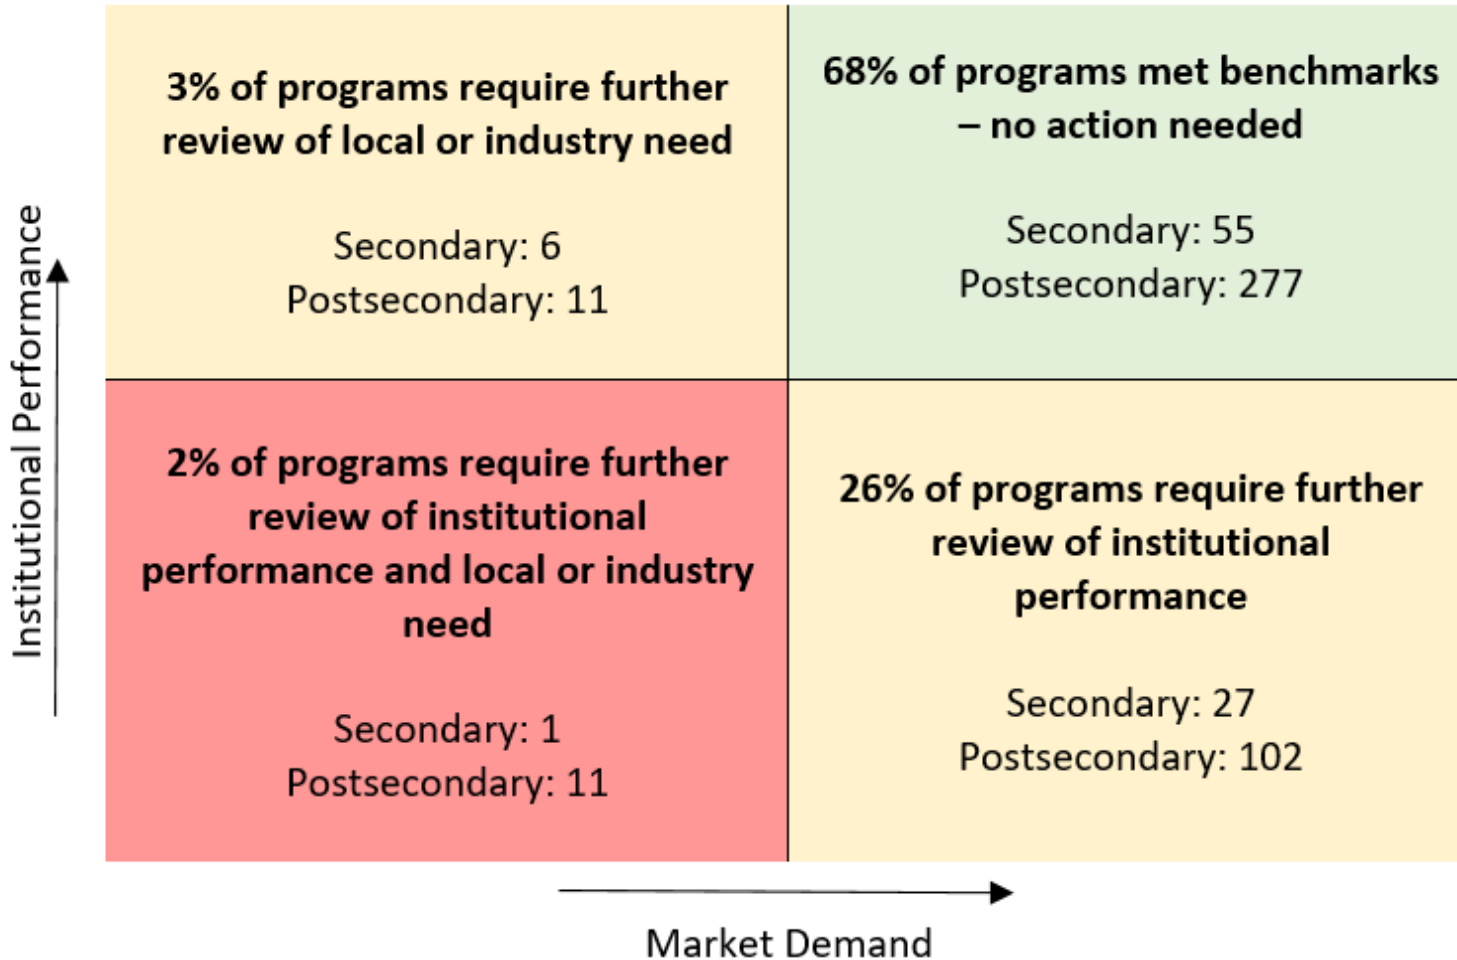 3% of programs require further
review of local or industry need
Secondary: 6
Postsecondary: 11
68% of programs met benchmarks
– no action needed
Secondary: 55
Postsecondary: 277
Institutional Performance
2% of programs require further
review of institutional
performance and local or industry
need
Secondary: 1
Postsecondary: 11
26% of programs require further
review of institutional
performance
Secondary: 27
Postsecondary: 102
Market Demand